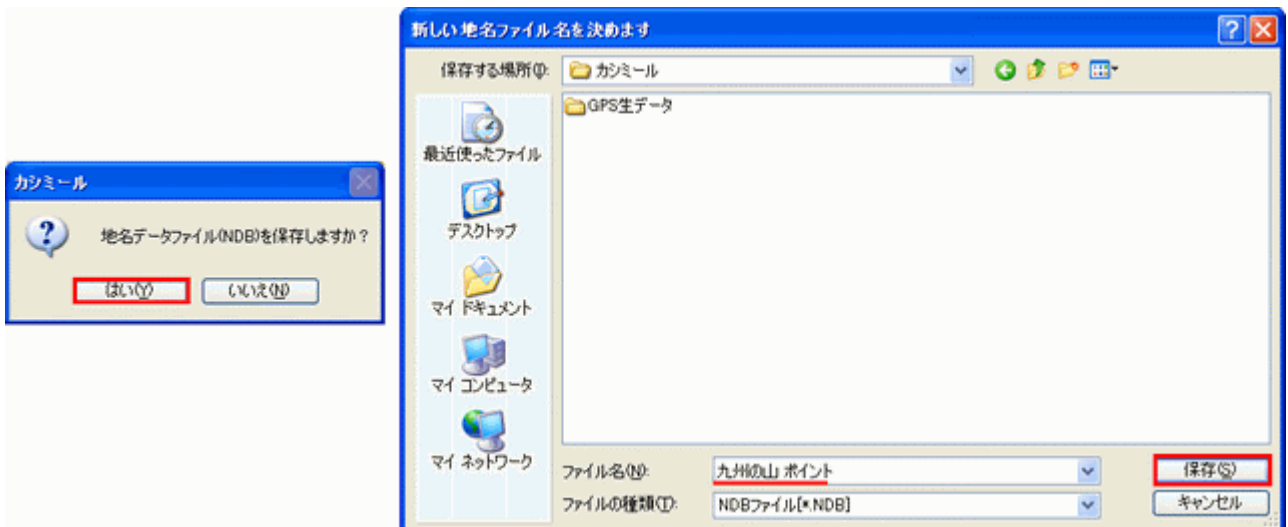 カシミール
地名データファイル(NDB)を保存しますか？
はい(Y)
いいえ(N)
新しい地名ファイル名を決めます
保存する場所(I):
カシミール
GPS生データ
最近使ったファイル
デスクトップ
マイ ドキュメント
マイ コンピュータ
マイ ネットワーク
ファイル名(N):
九州の山 ポイント
保存(S)
ファイルの種類(T):
NDBファイル[*.NDB]
キャンセル